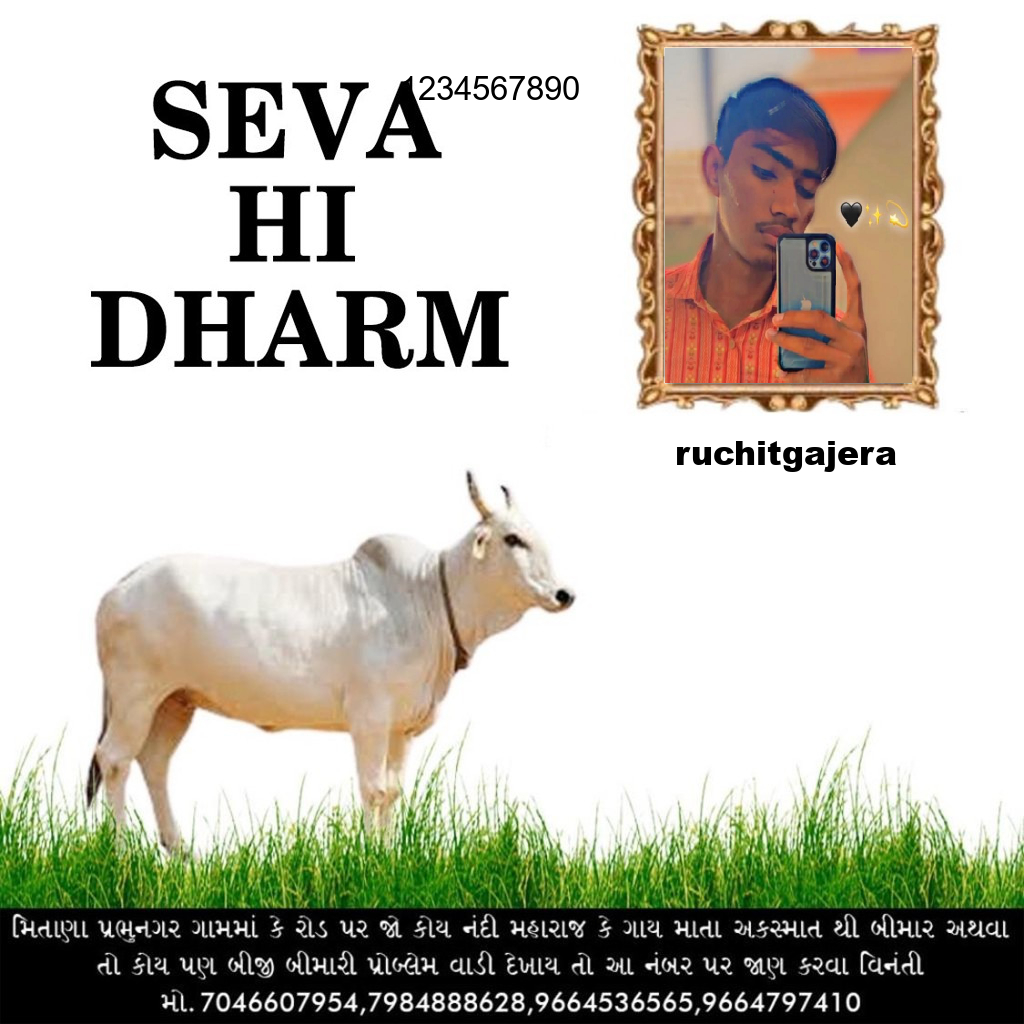 SEVA
1234567890
HI
DHARM
ruchitgajera
મિતાણા પ્રભુનગર ગામમાં કે રોડ પર જો કોય નંદી મહારાજ કે ગાય માતા અકસ્માત થી બીમાર અથવા
તો કોય પણ બીજી બીમારી પ્રોબ્લેમ વાડી દેખાય તો આ નંબર પર જાણ કરવા વિનંતી
મો. 7046607954,7984888628,9664536565,9664797410